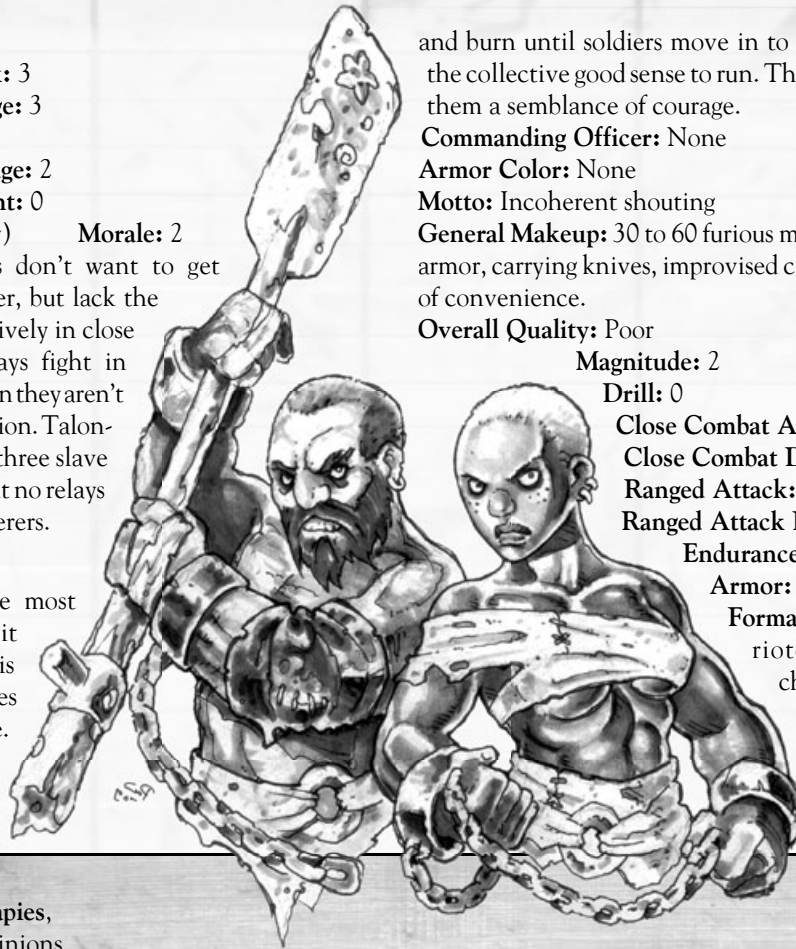 k: 3
ge: 3
ge: 2
nt: 0
) Morale: 2
s don't want to get
er, but lack the
ively in close
ays fight in
n they aren't
ion. Talon-
three slave
t no relays
erers.
e most
it
is
es
e.
apies,
inions
and burn until soldiers move in to
the collective good sense to run. Th
them a semblance of courage.
Commanding Officer: None
Armor Color: None
Motto: Incoherent shouting
General Makeup: 30 to 60 furious m
armor, carrying knives, improvised c
of convenience.
Overall Quality: Poor
Magnitude: 2
Drill: 0
Close Combat A
Close Combat D
Ranged Attack:
Ranged Attack
Endurance
Armor:
Forma
riot
ch